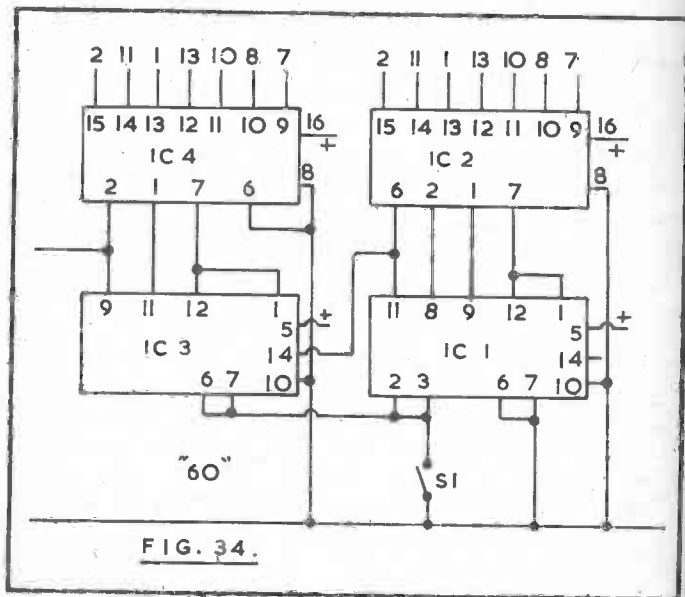 2 11 1 13 10 8 7 2 11 1 13 10 8 7
15 14 13 12 11 10 9 16 15 14 13 12 11 10 9 16
+ +
IC 4 IC 2
8 8
2 1 7 6 6 2 1 7
9 11 12 1 11 8 9 12 1
5 + 5 +
IC 3 14 IC 1 14
6 7 10 2 3 6 7 10
"60" S1
FIG. 34.